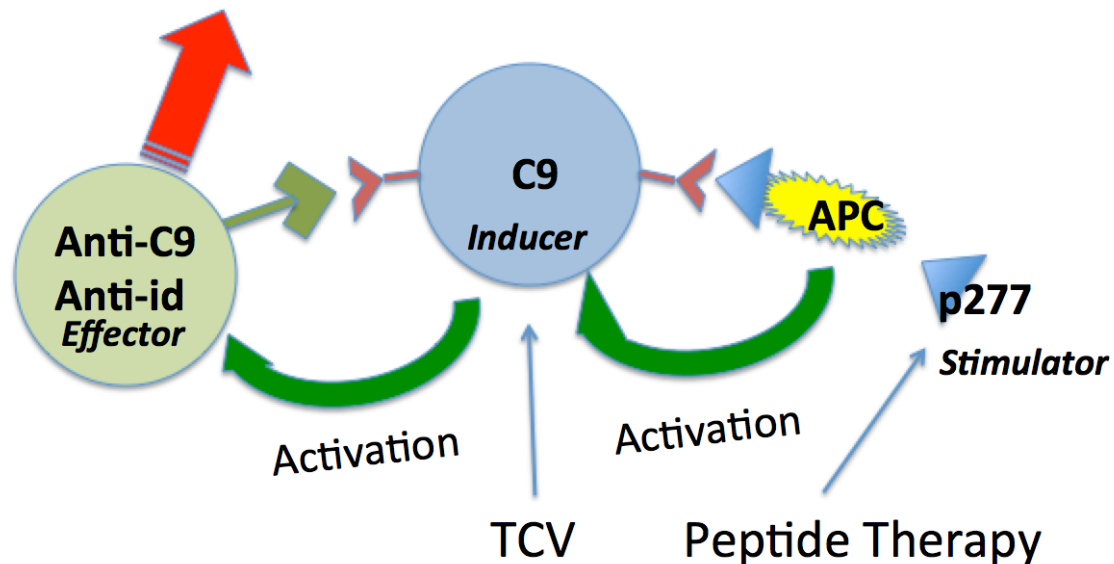 Anti-C9
Anti-id
Effector
C9
Inducer
APC
p277
Stimulator
Activation
Activation
TCV
Peptide Therapy